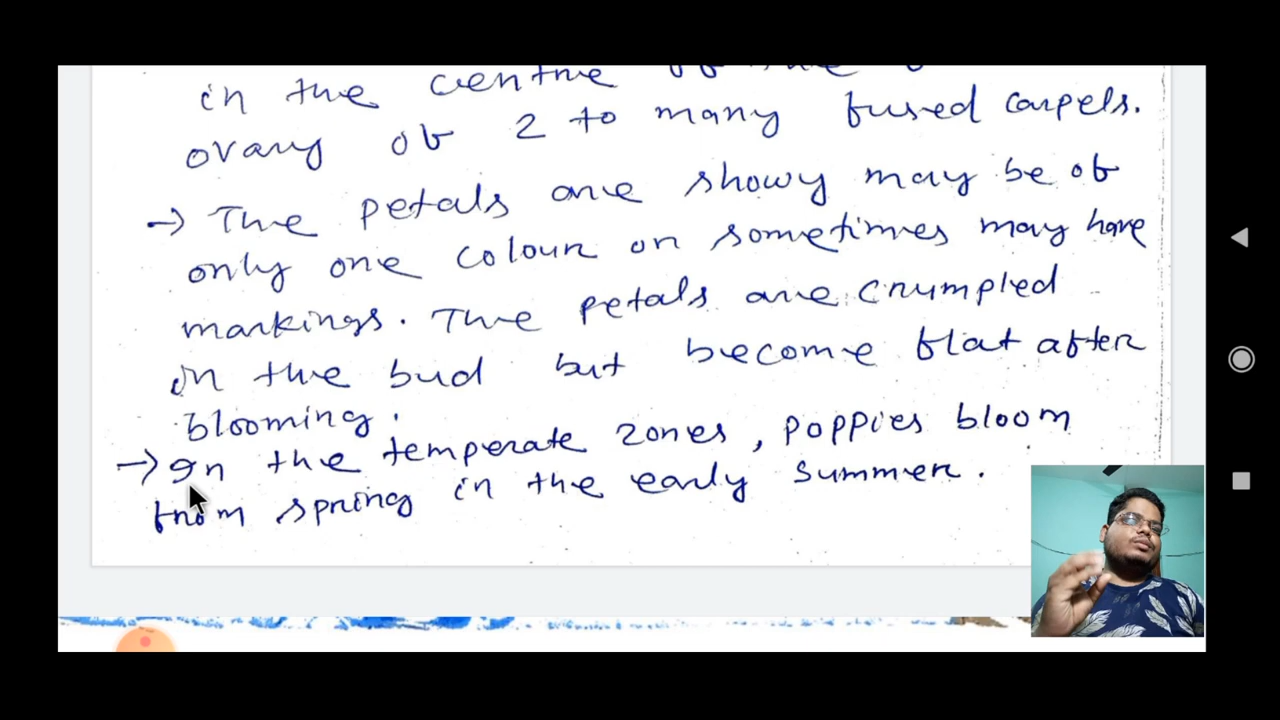 in the centre of
ovary of 2 to many fused carpels.
→ The petals are showy may be of
only one colour or sometimes may have
markings. The petals are crumpled
in the bud but become flat after
blooming.
→ In the temperate zones, poppies bloom
from spring in the early summer.